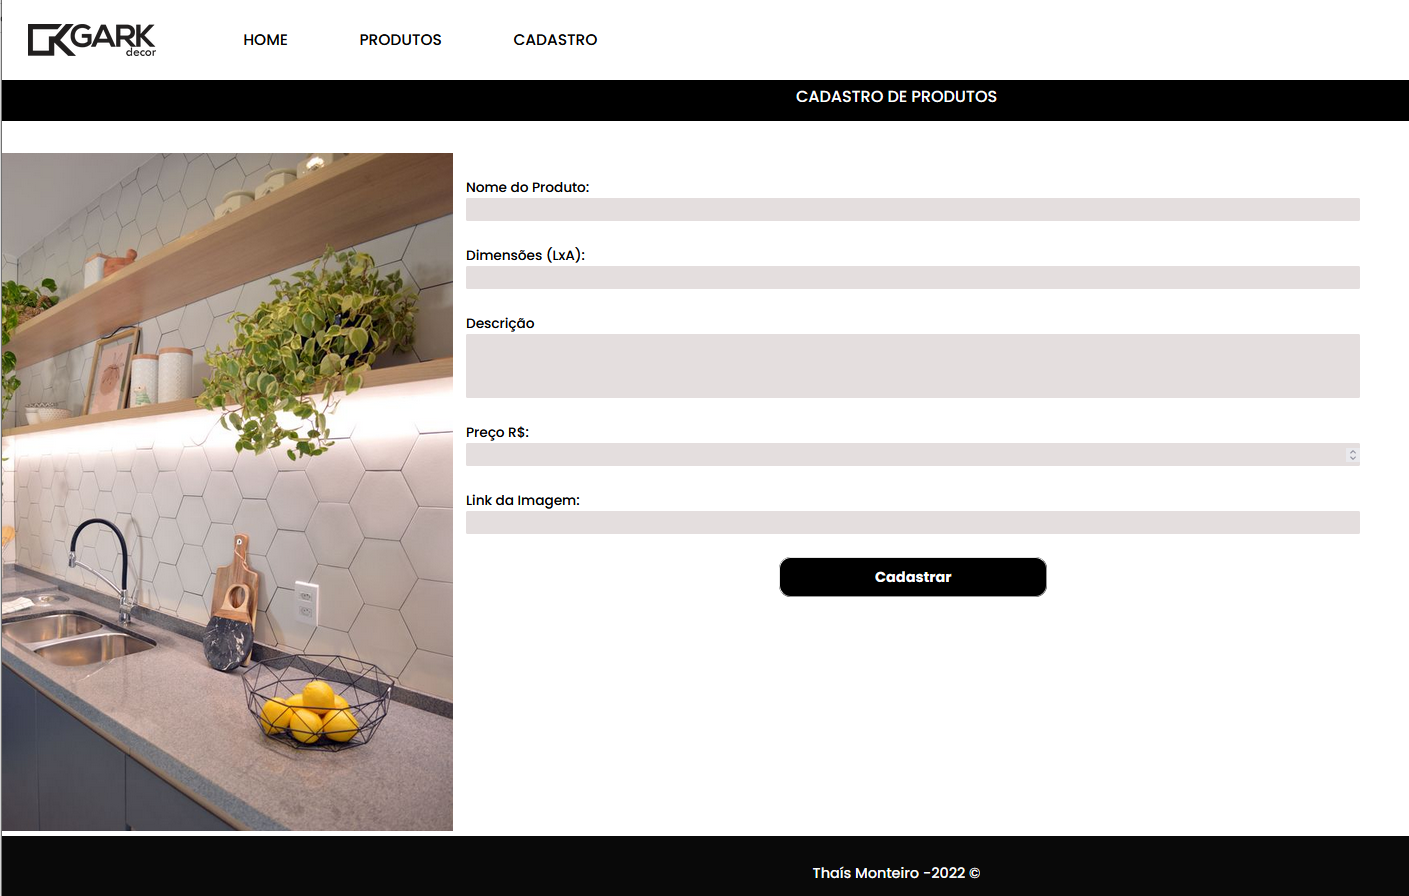 GARK
decor
HOME PRODUTOS CADASTRO
CADASTRO DE PRODUTOS
Nome do Produto:
Dimensões (LxA):
Descrição
Preço R$:
Link da Imagem:
Cadastrar
Thaís Monteiro -2022 ©